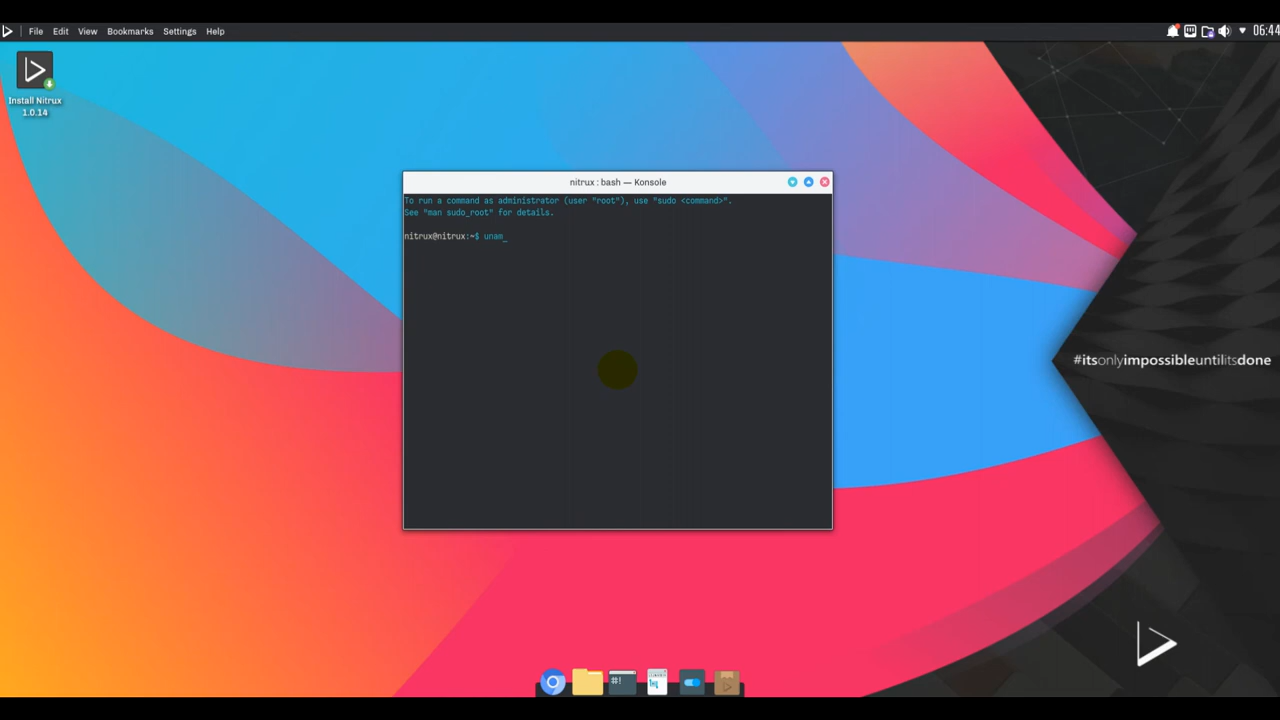 File Edit View Bookmarks Settings Help
06:44
Install Nitrux
1.0.14
nitrux : bash — Konsole
To run a command as administrator (user "root"), use "sudo <command>".
See "man sudo_root" for details.
nitrux@nitrux:~$ unam_
#itsonlyimpossibleuntilitsdone
#!